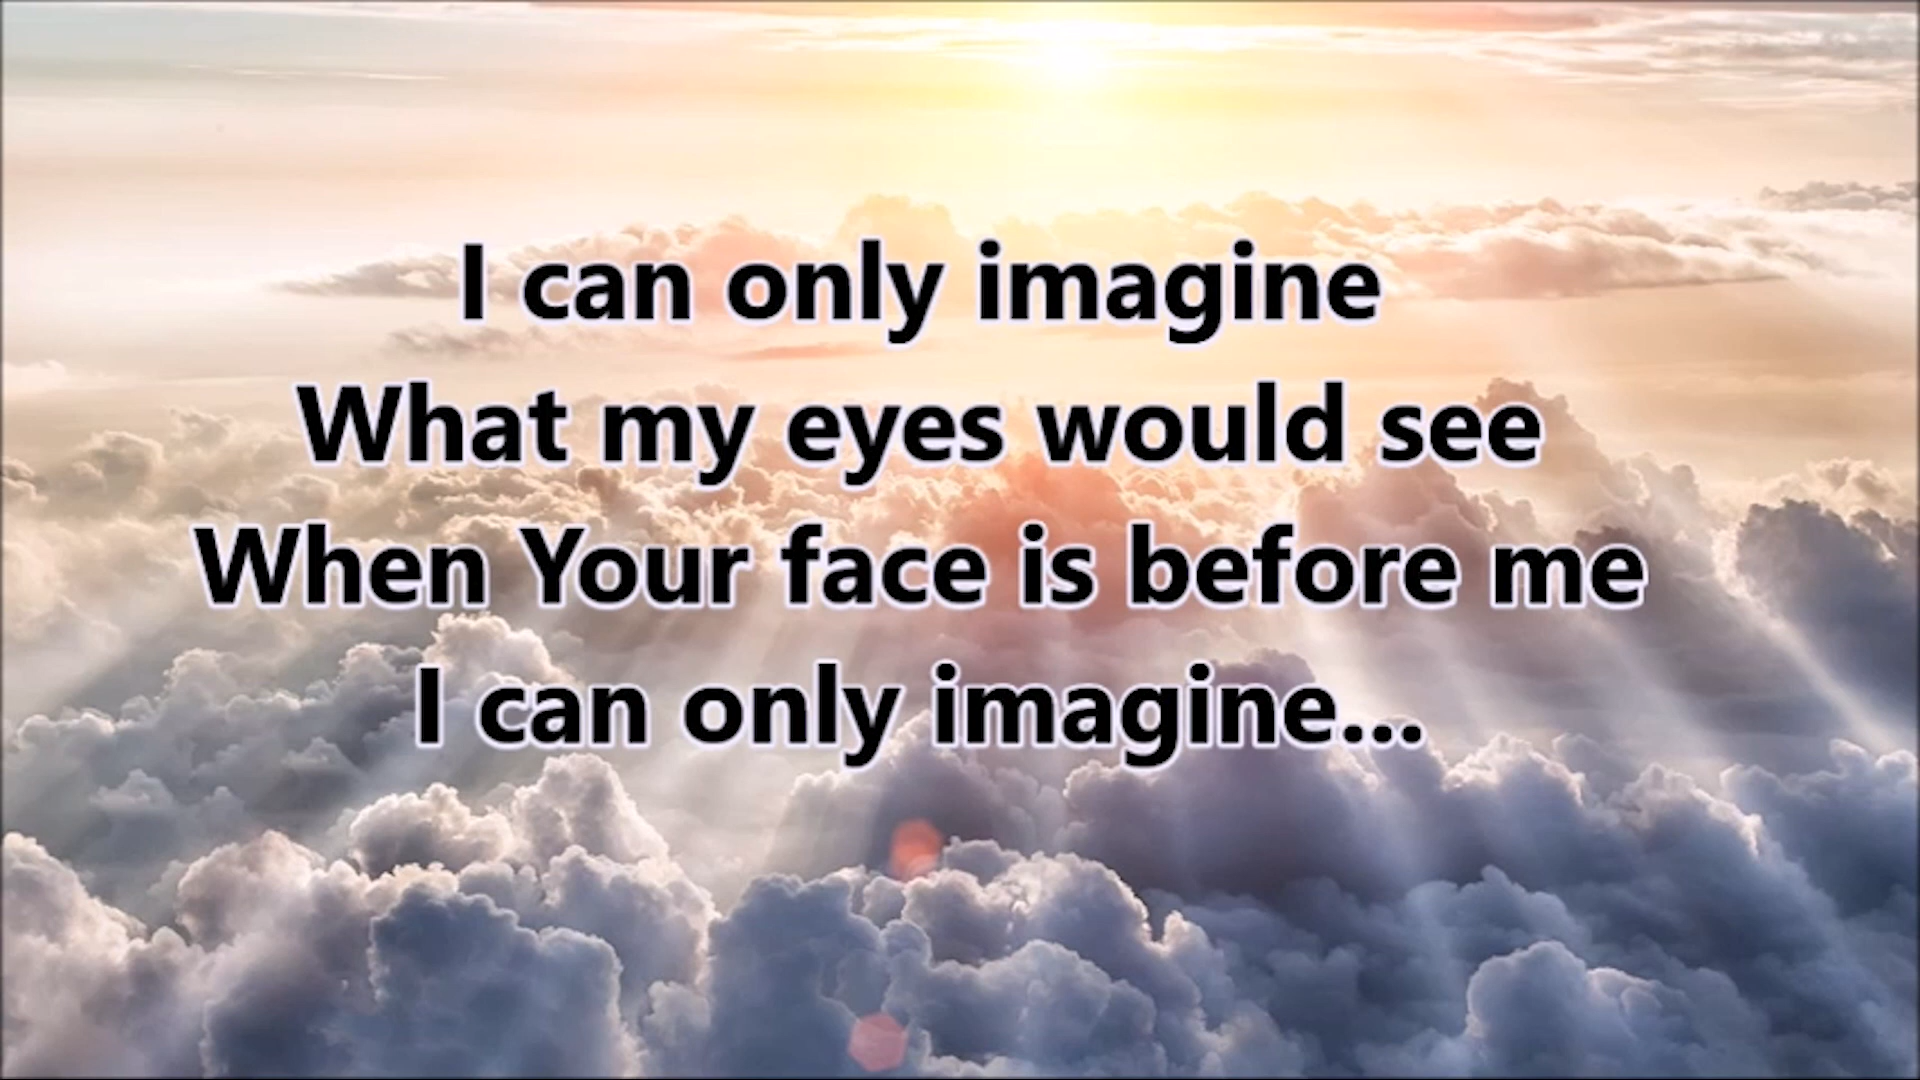 I can only imagine
What my eyes would see
When Your face is before me
I can only imagine...